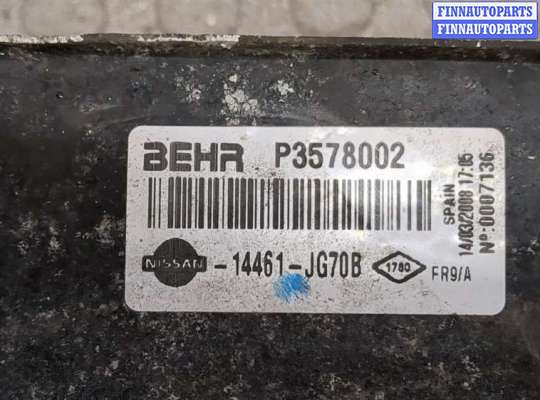 FINNAUTOPARTS
FINNAUTOPARTS
BEHR P3578002
NISSAN -14461-JG70B 1780 FR9/A
SPAIN
14/03/2008 17:05
Nº:0007136